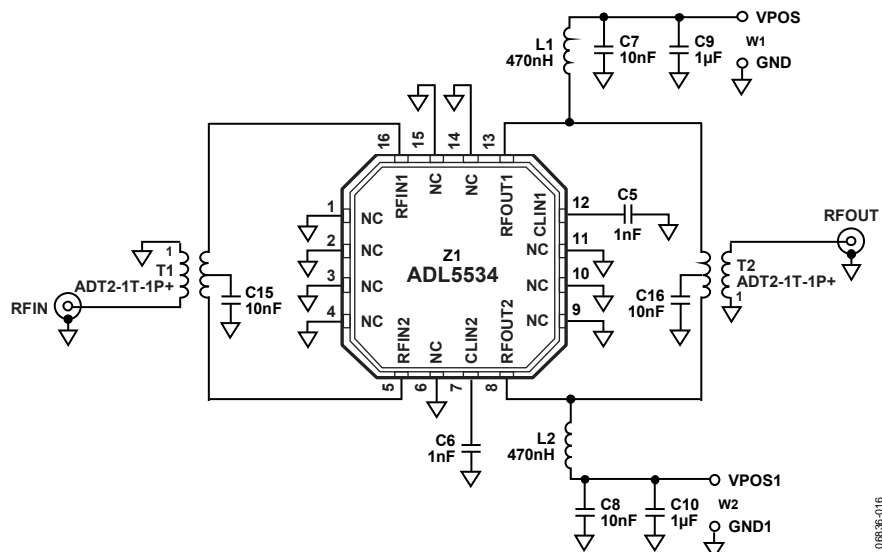 VPOS
L1
470nH
C7
10nF
C9
1µF
W1
GND
16
15
14
13
RFIN1
NC
NC
RFOUT1
CLIN1
12
C5
1nF
RFOUT
1
NC
2
NC
3
NC
4
NC
Z1
ADL5534
NC
11
NC
10
NC
9
1
T1
ADT2-1T-1P+
RFIN
C15
10nF
C16
10nF
T2
ADT2-1T-1P+
1
RFIN2
NC
CLIN2
RFOUT2
5
6
7
8
C6
1nF
L2
470nH
VPOS1
C8
10nF
C10
1µF
W2
GND1
06836-016